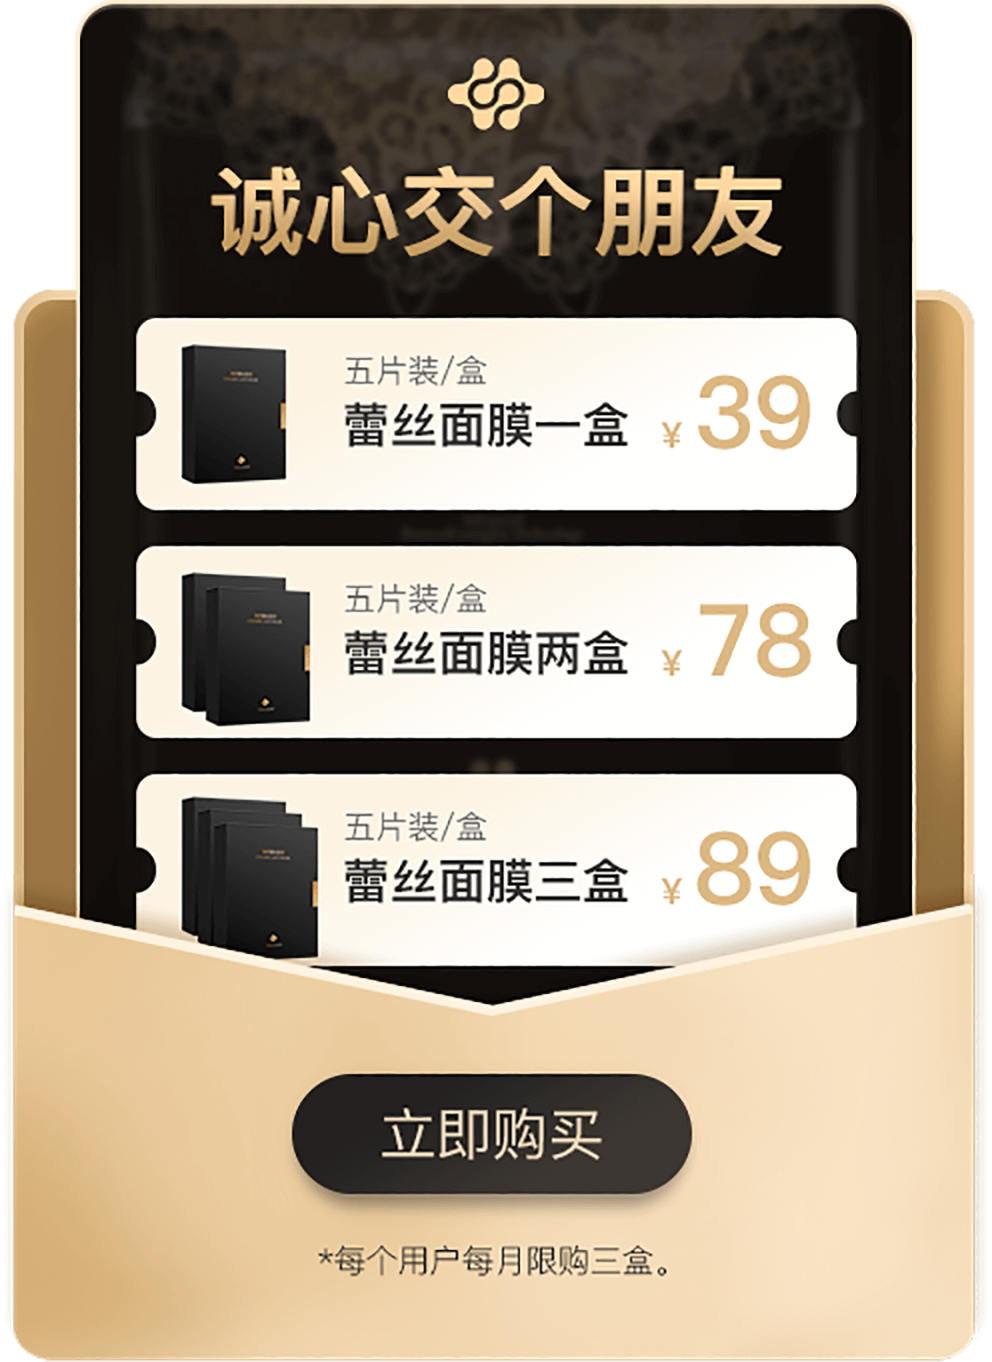 诚心交个朋友
五片装/盒
蕾丝面膜一盒 ¥39
五片装/盒
蕾丝面膜两盒 ¥78
五片装/盒
蕾丝面膜三盒 ¥89
立即购买
*每个用户每月限购三盒。